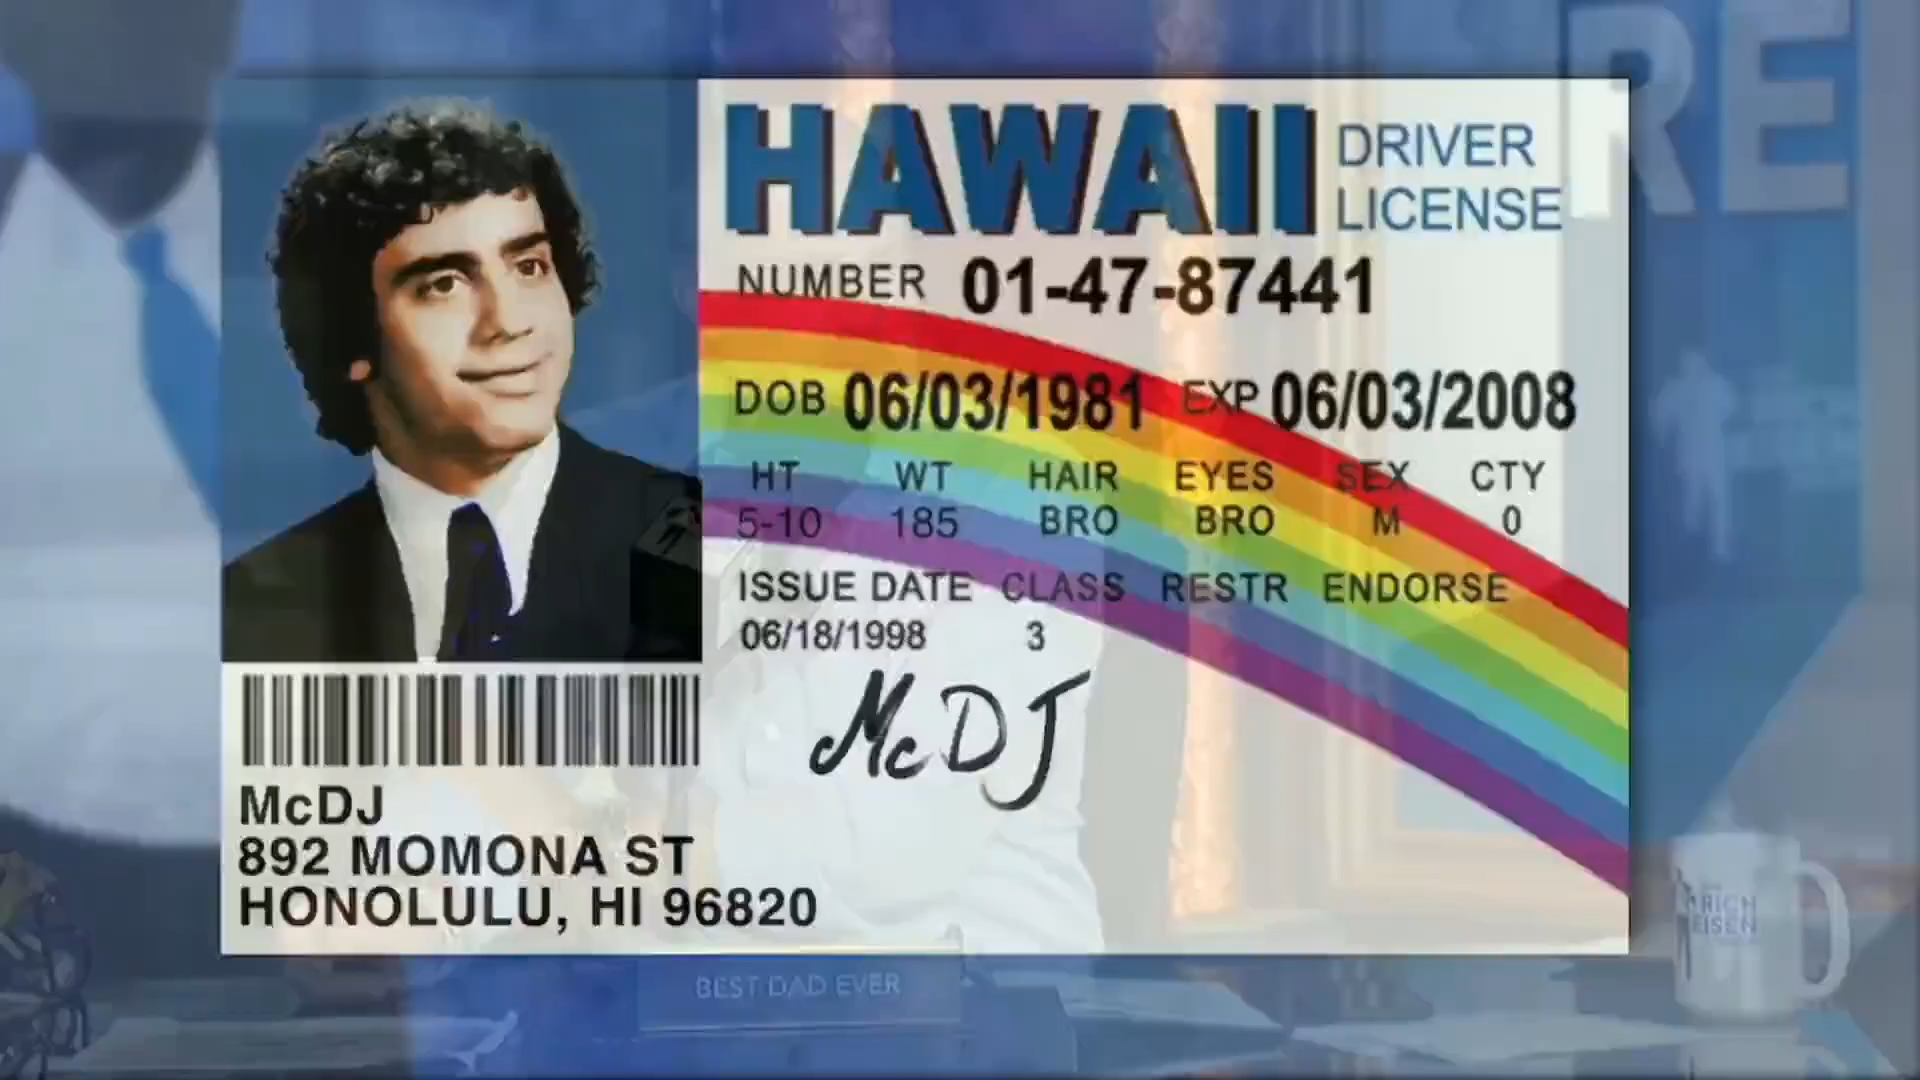 RE
HAWAII DRIVER LICENSE
NUMBER 01-47-87441
DOB 06/03/1981 EXP 06/03/2008
HT WT HAIR EYES SEX CTY
5-10 185 BRO BRO M 0
ISSUE DATE CLASS RESTR ENDORSE
06/18/1998 3
McDJ
McDJ
892 MOMONA ST
HONOLULU, HI 96820
RICH
EISEN
BEST DAD EVER